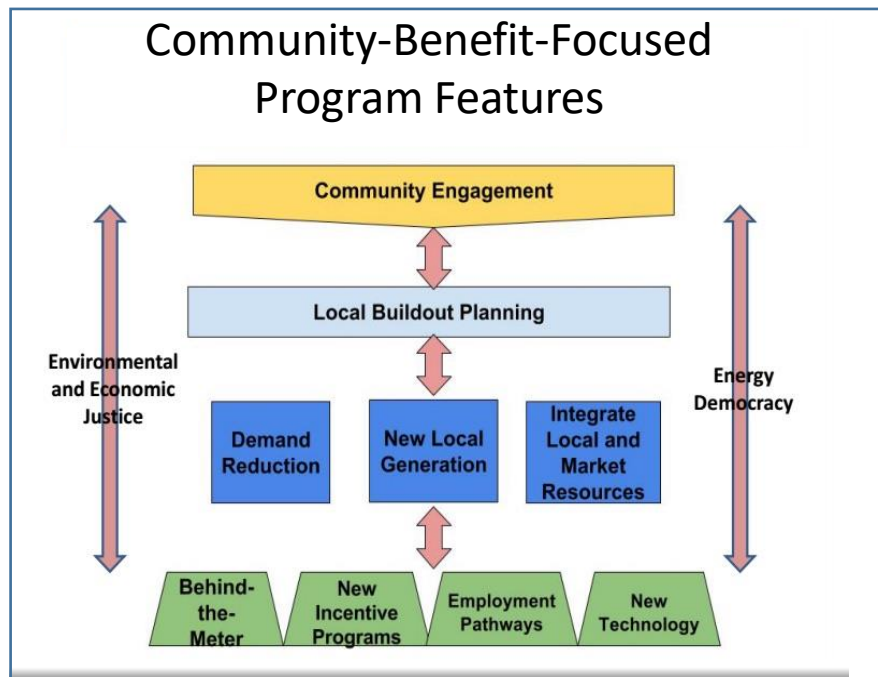 Community-Benefit-Focused
Program Features
Community Engagement
Local Buildout Planning
Environmental
and Economic
Justice
Energy
Democracy
Demand
Reduction
New Local
Generation
Integrate
Local and
Market
Resources
Behind-
the-
Meter
New
Incentive
Programs
Employment
Pathways
New
Technology